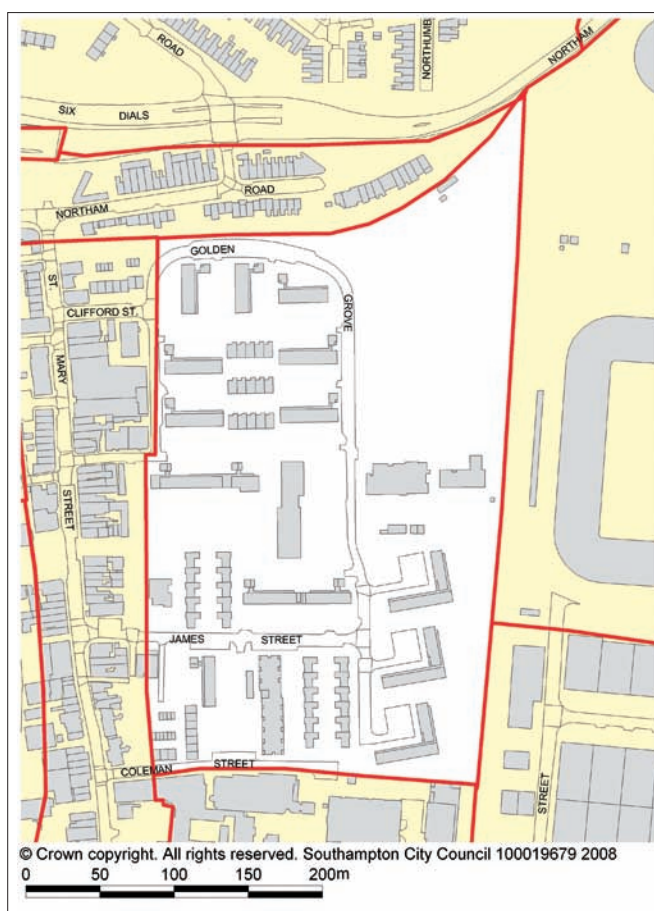 ROAD
NORTHUMB
NORTHAM
SIX DIALS
ROAD
NORTHAM
GOLDEN
ST.
GROVE
CLIFFORD ST.
MARY
STREET
JAMES STREET
STREET
COLEMAN
STREET
© Crown copyright. All rights reserved. Southampton City Council 100019679 2008
0 50 100 150 200m